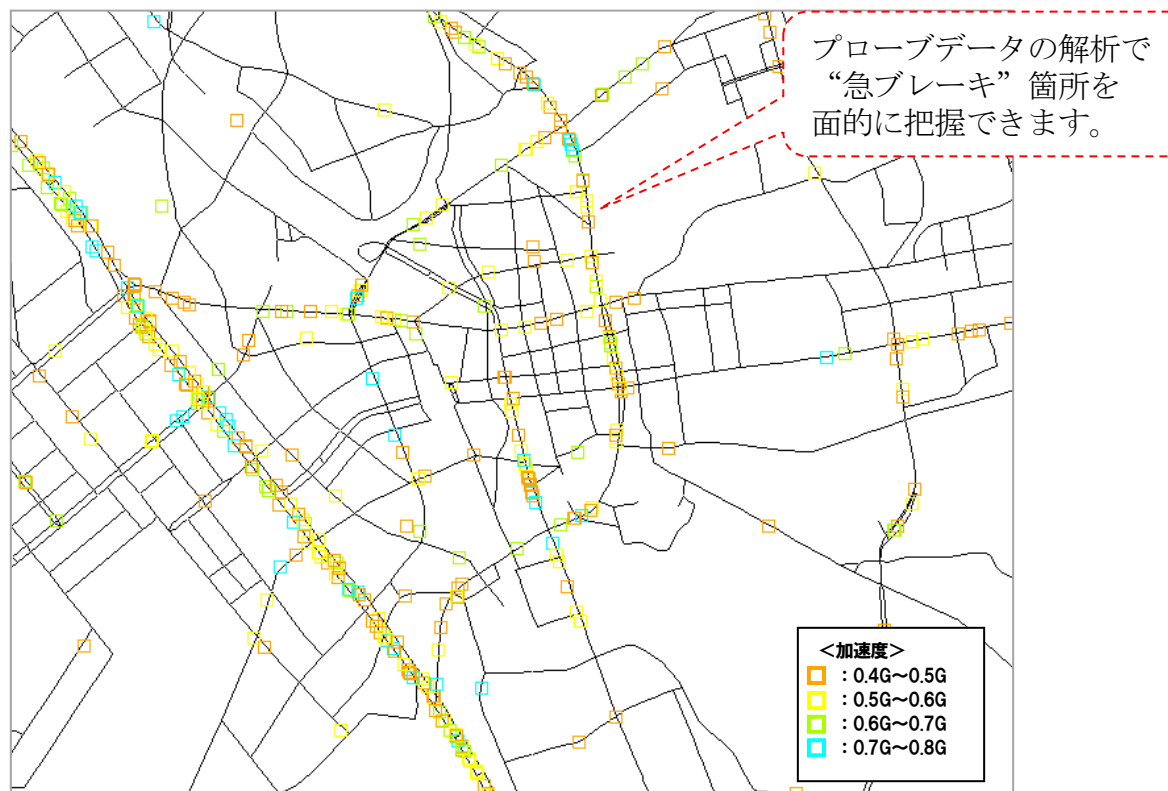 プローブデータの解析で
“急ブレーキ”箇所を
面的に把握できます。
＜加速度＞
：0.4G～0.5G
：0.5G～0.6G
：0.6G～0.7G
：0.7G～0.8G